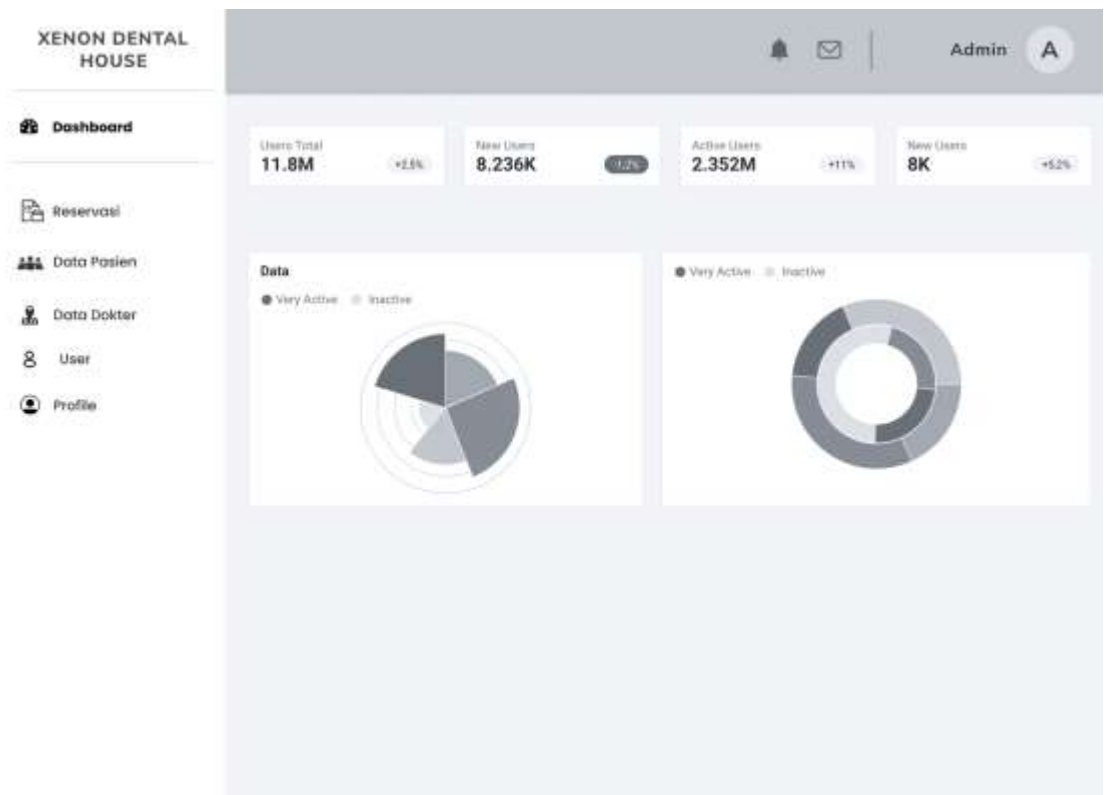 XENON DENTAL
HOUSE
Admin
A
Dashboard
Reservasi
Data Pasien
Data Dokter
User
Profile
Users Total
11.8M
+2.5%
New Users
8.236K
-1.2%
Active Users
2.352M
+11%
New Users
8K
+5.2%
Data
Very Active
Inactive
Very Active
Inactive